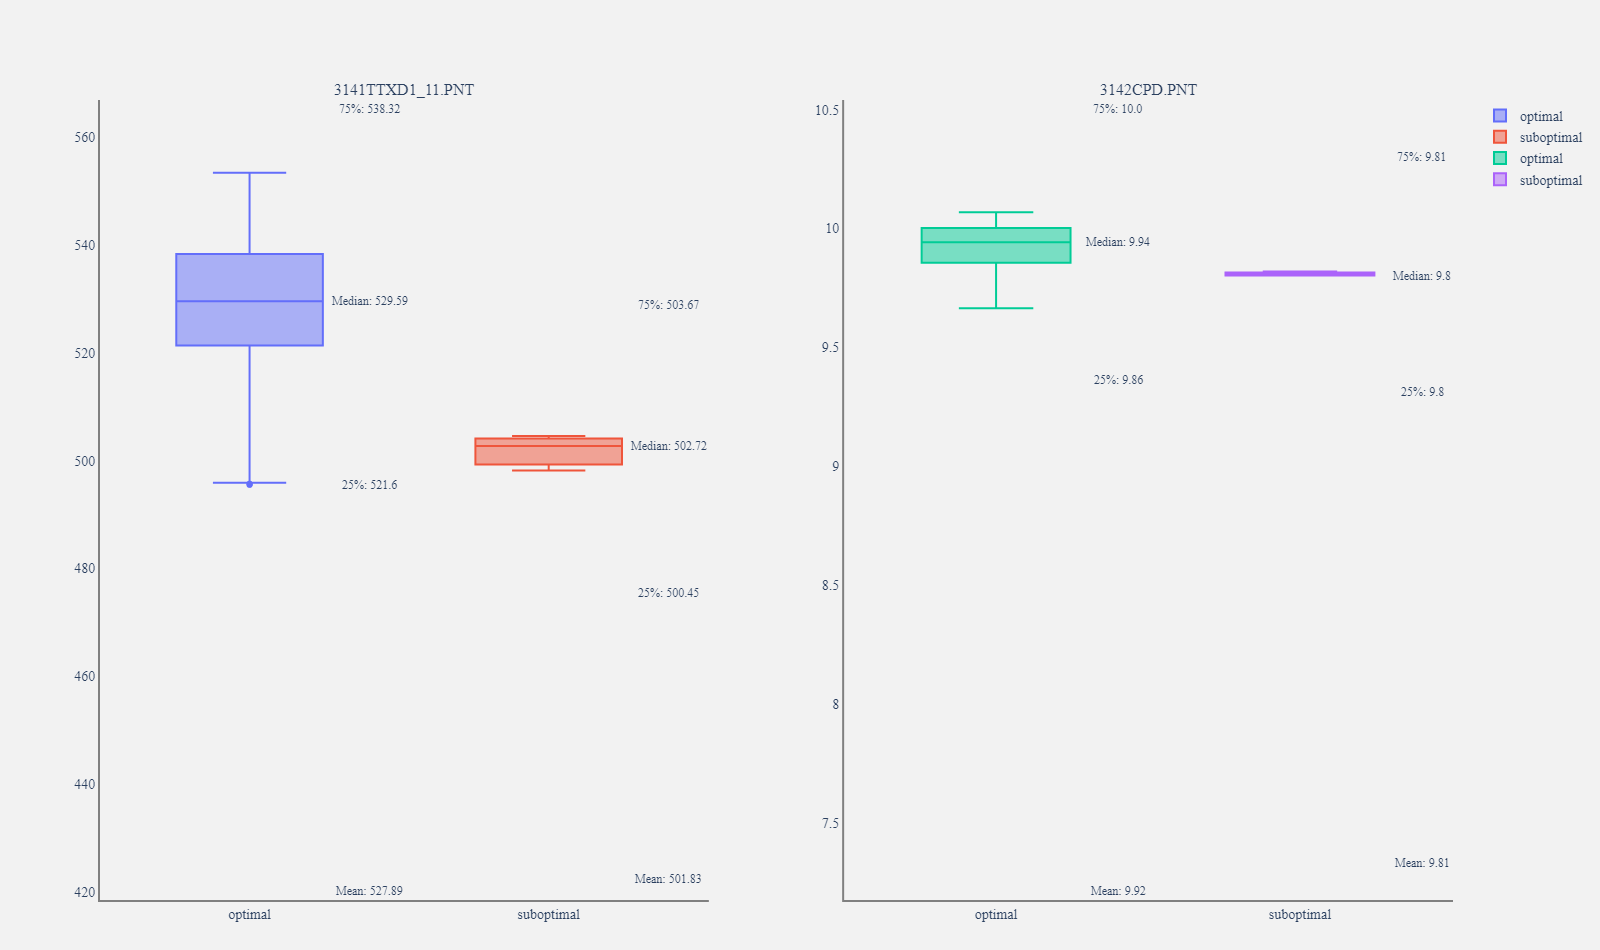 3141TTXD1_11.PNT
75%: 538.32
560
540
520
500
480
460
440
420
Median: 529.59
75%: 503.67
Median: 502.72
25%: 521.6
25%: 500.45
Mean: 501.83
Mean: 527.89
optimal
suboptimal
3142CPD.PNT
75%: 10.0
10.5
10
9.5
9
8.5
8
7.5
75%: 9.81
Median: 9.94
Median: 9.8
25%: 9.86
25%: 9.8
Mean: 9.81
Mean: 9.92
optimal
suboptimal
optimal
suboptimal
optimal
suboptimal